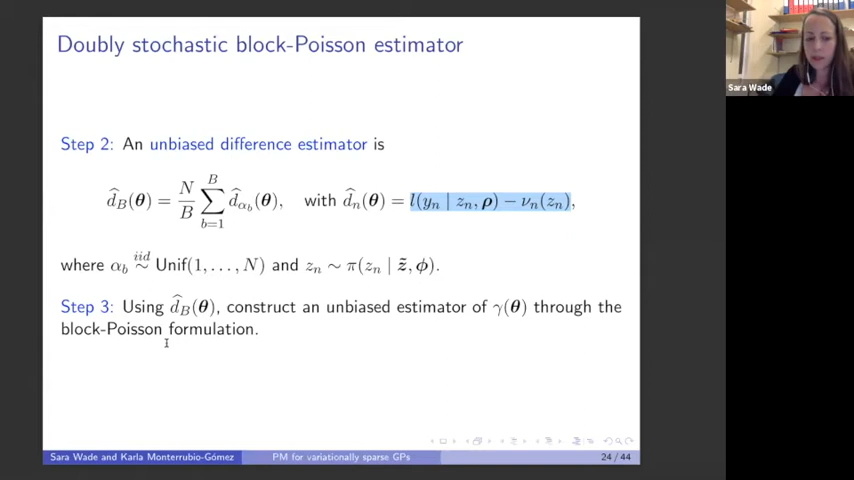 Doubly stochastic block-Poisson estimator
Sara Wade
Step 2: An unbiased difference estimator is
d̂_B(θ) = N/B ∑_{b=1}^{B} d̂_{α_b}(θ), with d̂_n(θ) = l(y_n | z_n, ρ) − ν_n(z_n),
where α_b iid∼ Unif(1, . . . , N) and z_n ∼ π(z_n | z̃, ϕ).
Step 3: Using d̂_B(θ), construct an unbiased estimator of γ(θ) through the
block-Poisson formulation.
Sara Wade and Karla Monterrubio-Gómez PM for variationally sparse GPs 24 / 44